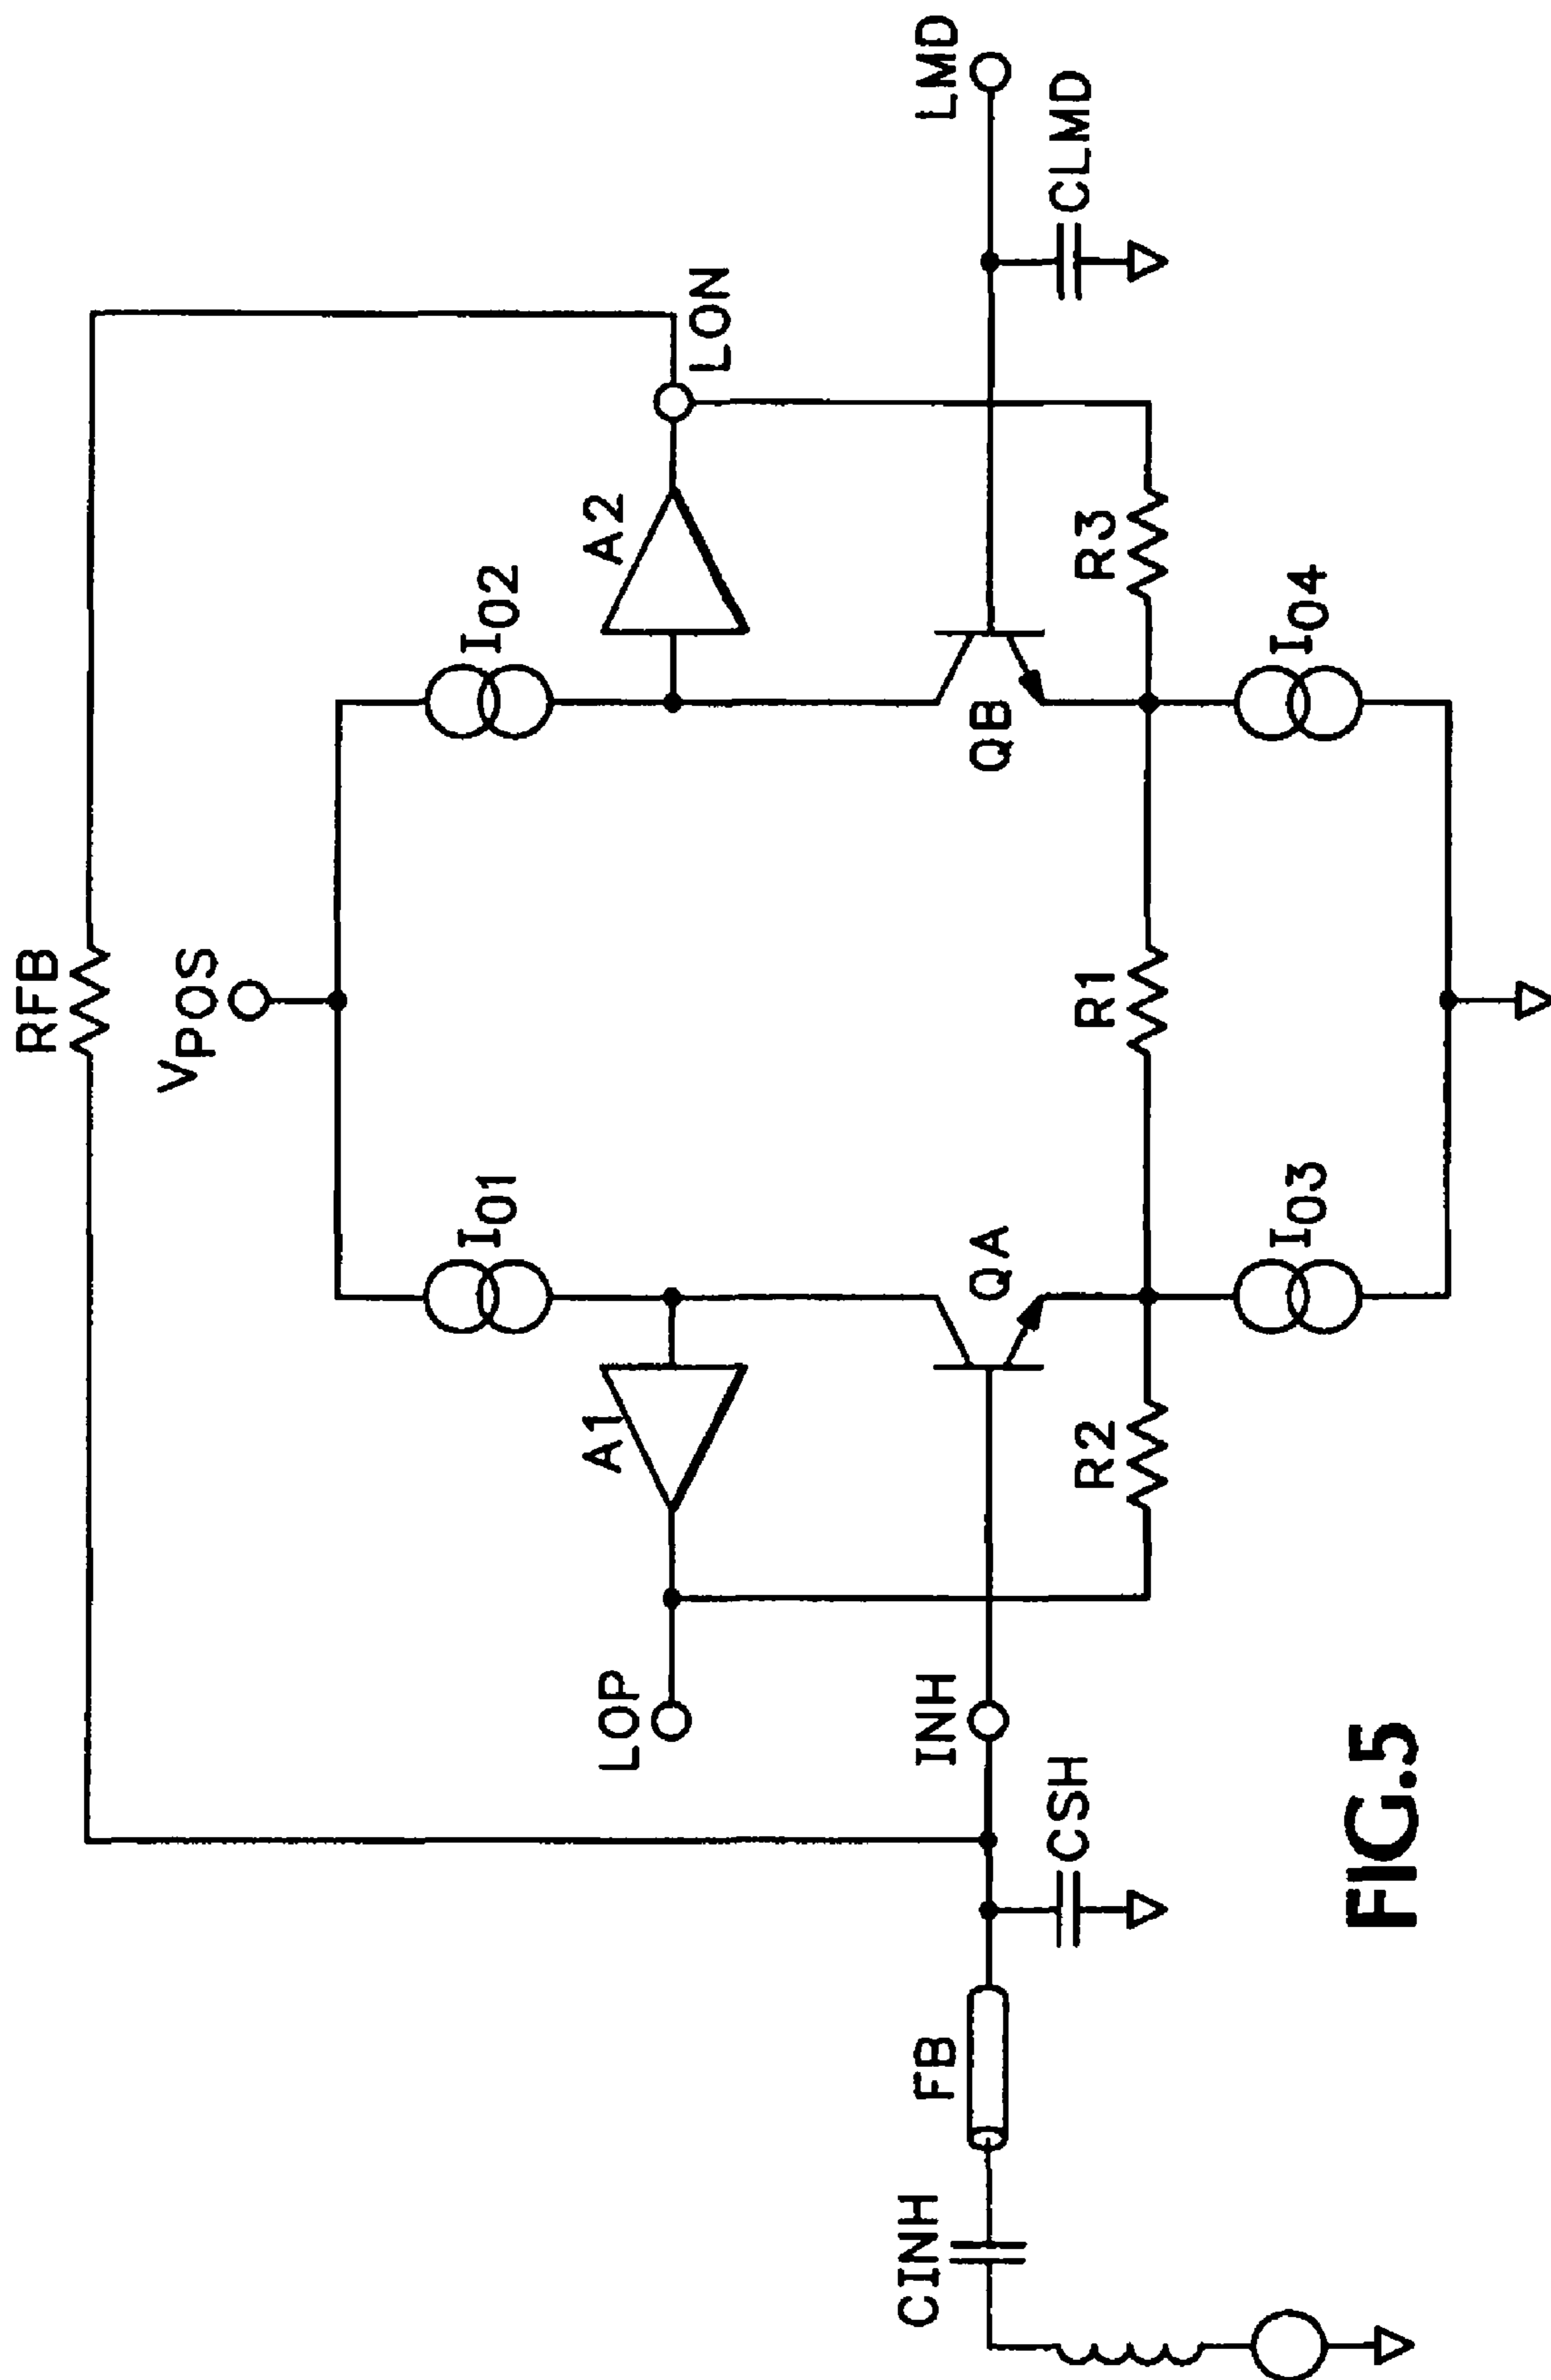 RFB
VPOS
I01
I02
A1
A2
LOP
LON
INH
QA
QB
LMD
CINH
FB
CSH
CLMD
R2
R1
R3
I03
I04
FIG.5